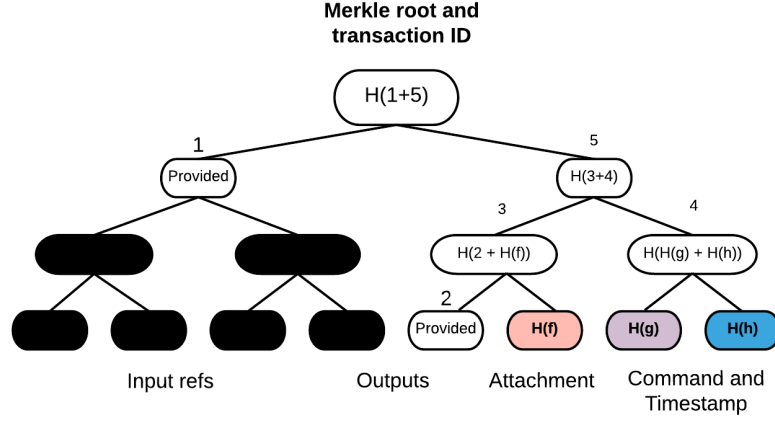 Merkle root and
transaction ID
H(1+5)
1
5
Provided
H(3+4)
3
4
H(2 + H(f))
H(H(g) + H(h))
2
Provided
H(f)
H(g)
H(h)
Input refs
Outputs
Attachment
Command and
Timestamp